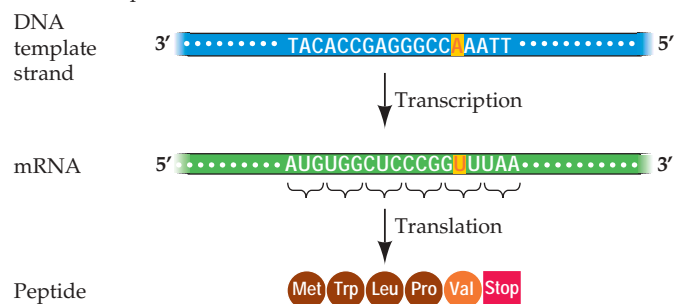 DNA
template
strand
3′ TACACCGAGGGCCAAATT 5′
Transcription
mRNA
5′ AUGUGGCUCCCGGUUUAA 3′
Translation
Peptide
Met Trp Leu Pro Val Stop